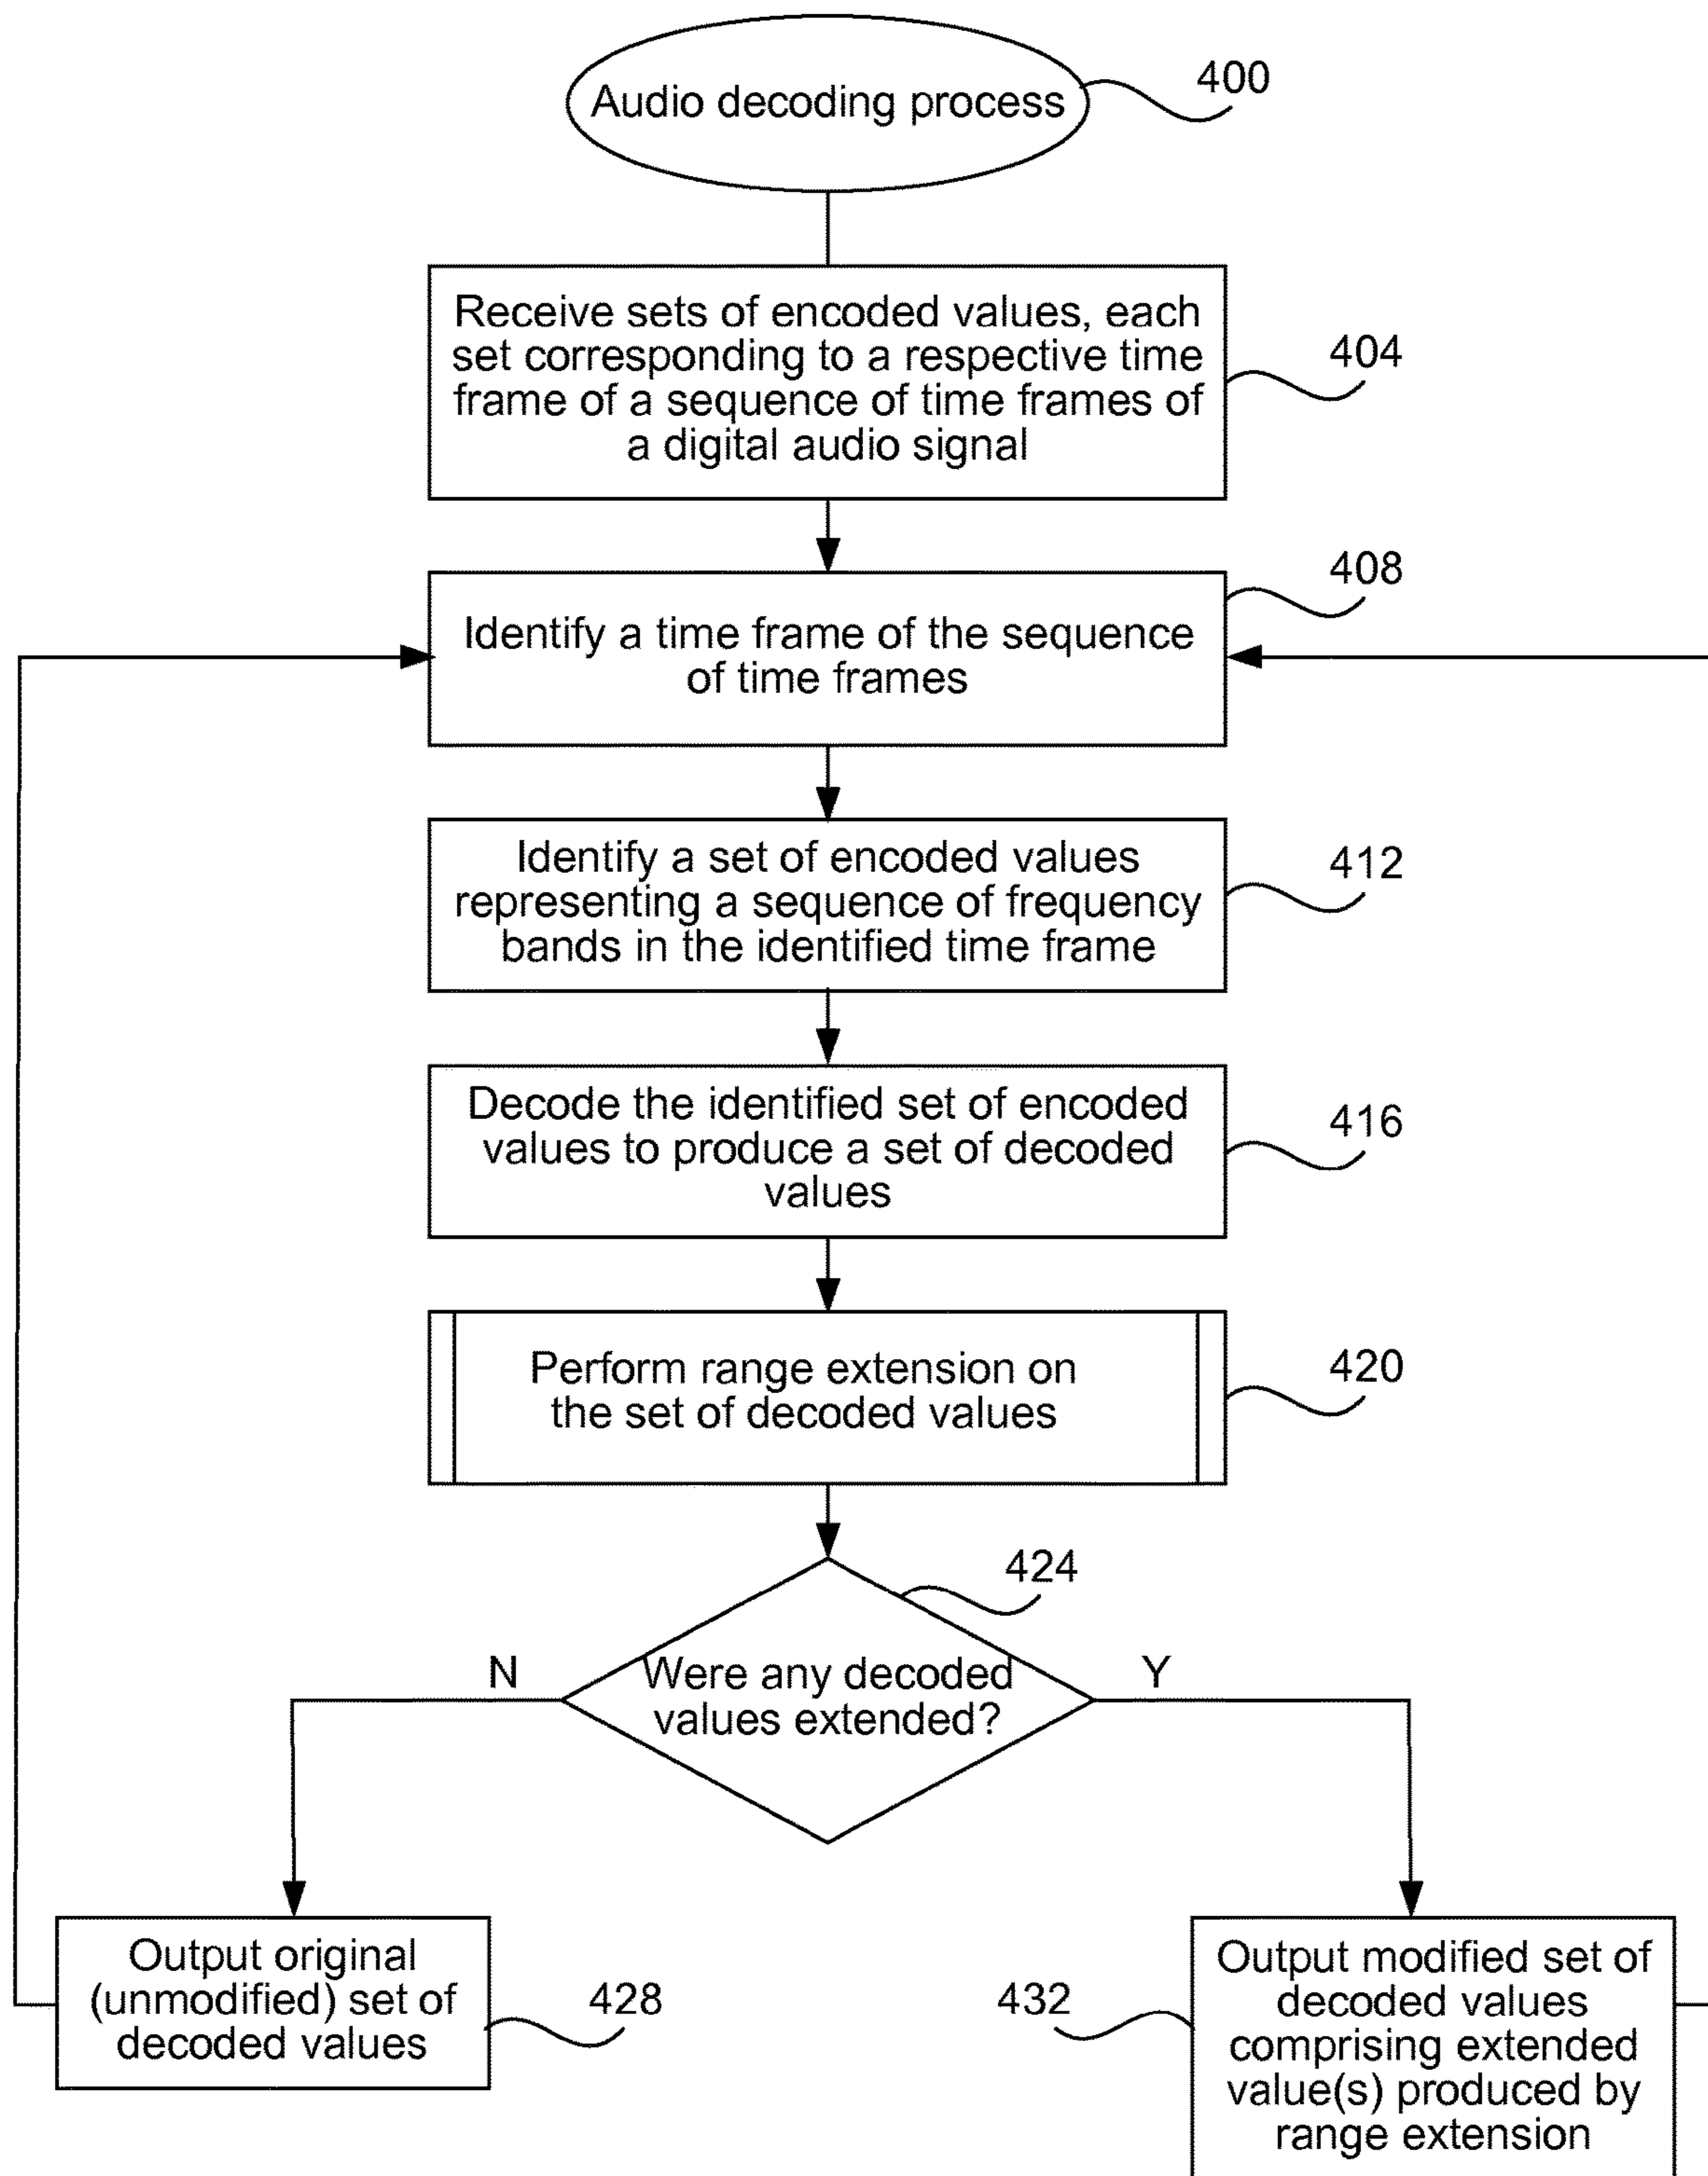 Audio decoding process
400
Receive sets of encoded values, each
set corresponding to a respective time
frame of a sequence of time frames of
a digital audio signal
404
408
Identify a time frame of the sequence
of time frames
Identify a set of encoded values
representing a sequence of frequency
bands in the identified time frame
412
Decode the identified set of encoded
values to produce a set of decoded
values
416
Perform range extension on
the set of decoded values
420
424
N
Were any decoded
values extended?
Y
Output original
(unmodified) set of
decoded values
428
432
Output modified set of
decoded values
comprising extended
value(s) produced by
range extension